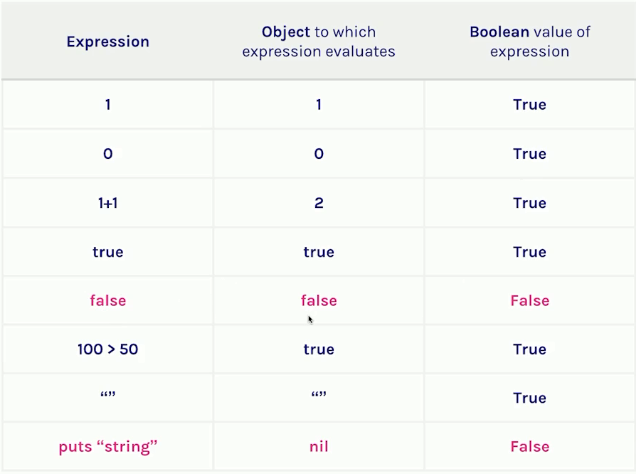 Expression
Object to which
expression evaluates
Boolean value of
expression
1 1 True
0 0 True
1+1 2 True
true true True
false false False
100 > 50 true True
“” “” True
puts “string” nil False